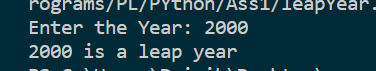 rograms/PL/PYthon/Ass1/leapYear.
Enter the Year: 2000
2000 is a leap year